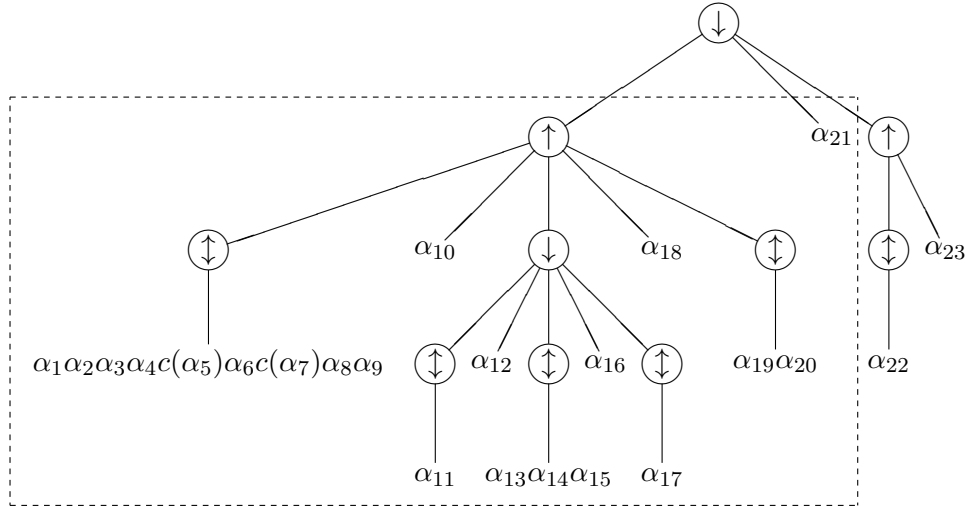 ↓
↑ α₂₁ ↑
↕ α₁₀ ↓ α₁₈ ↕ ↕ α₂₃
α₁α₂α₃α₄c(α₅)α₆c(α₇)α₈α₉ ↕ α₁₂ ↕ α₁₆ ↕ α₁₉α₂₀ α₂₂
α₁₁ α₁₃α₁₄α₁₅ α₁₇